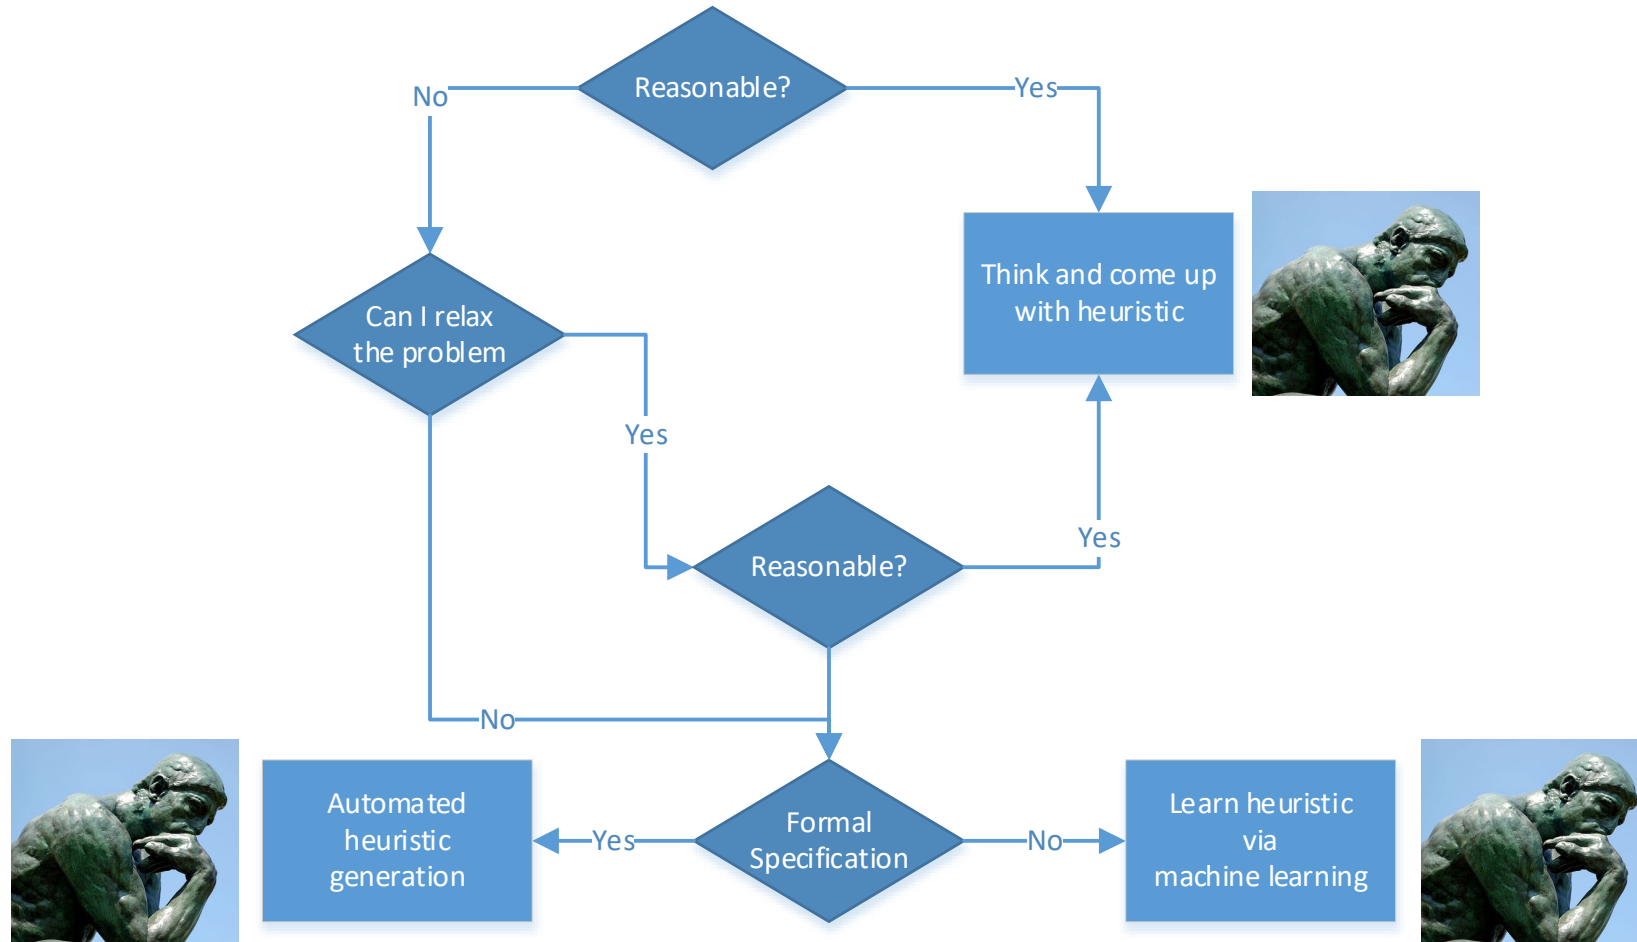 Reasonable?
No
Yes
Think and come up
with heuristic
Can I relax
the problem
Yes
Reasonable?
Yes
No
Automated
heuristic
generation
Yes
Formal
Specification
No
Learn heuristic
via
machine learning